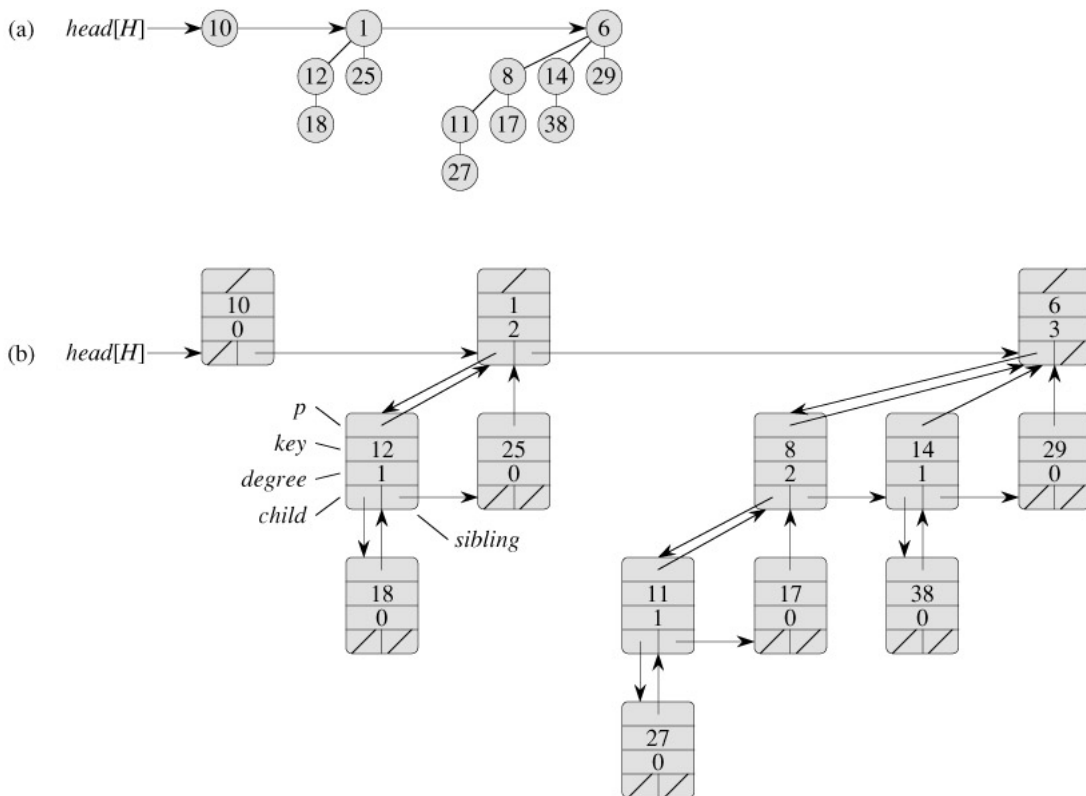 (a) head[H] 10 1 6
12 25 8 14 29
18 11 17 38
27
10 1 6
0 2 3
(b) head[H]
p
key 12 25 8 14 29
degree 1 0 2 1 0
child
sibling
18 11 17 38
0 1 0 0
27
0